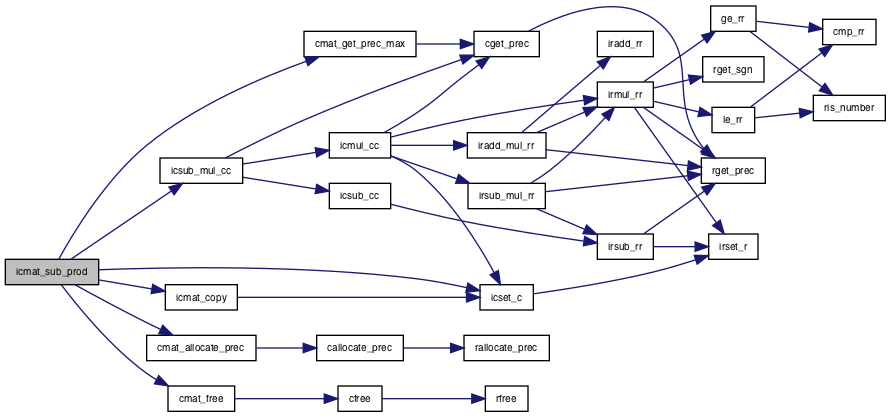 ge_rr
cmp_rr
cmat_get_prec_max
cget_prec
iradd_rr
rget_sgn
irmul_rr
ris_number
le_rr
icmul_cc
iradd_mul_rr
icsub_mul_cc
rget_prec
icsub_cc
irsub_mul_rr
irsub_rr
irset_r
icmat_sub_prod
icmat_copy
icset_c
cmat_allocate_prec
callocate_prec
rallocate_prec
cmat_free
cfree
rfree